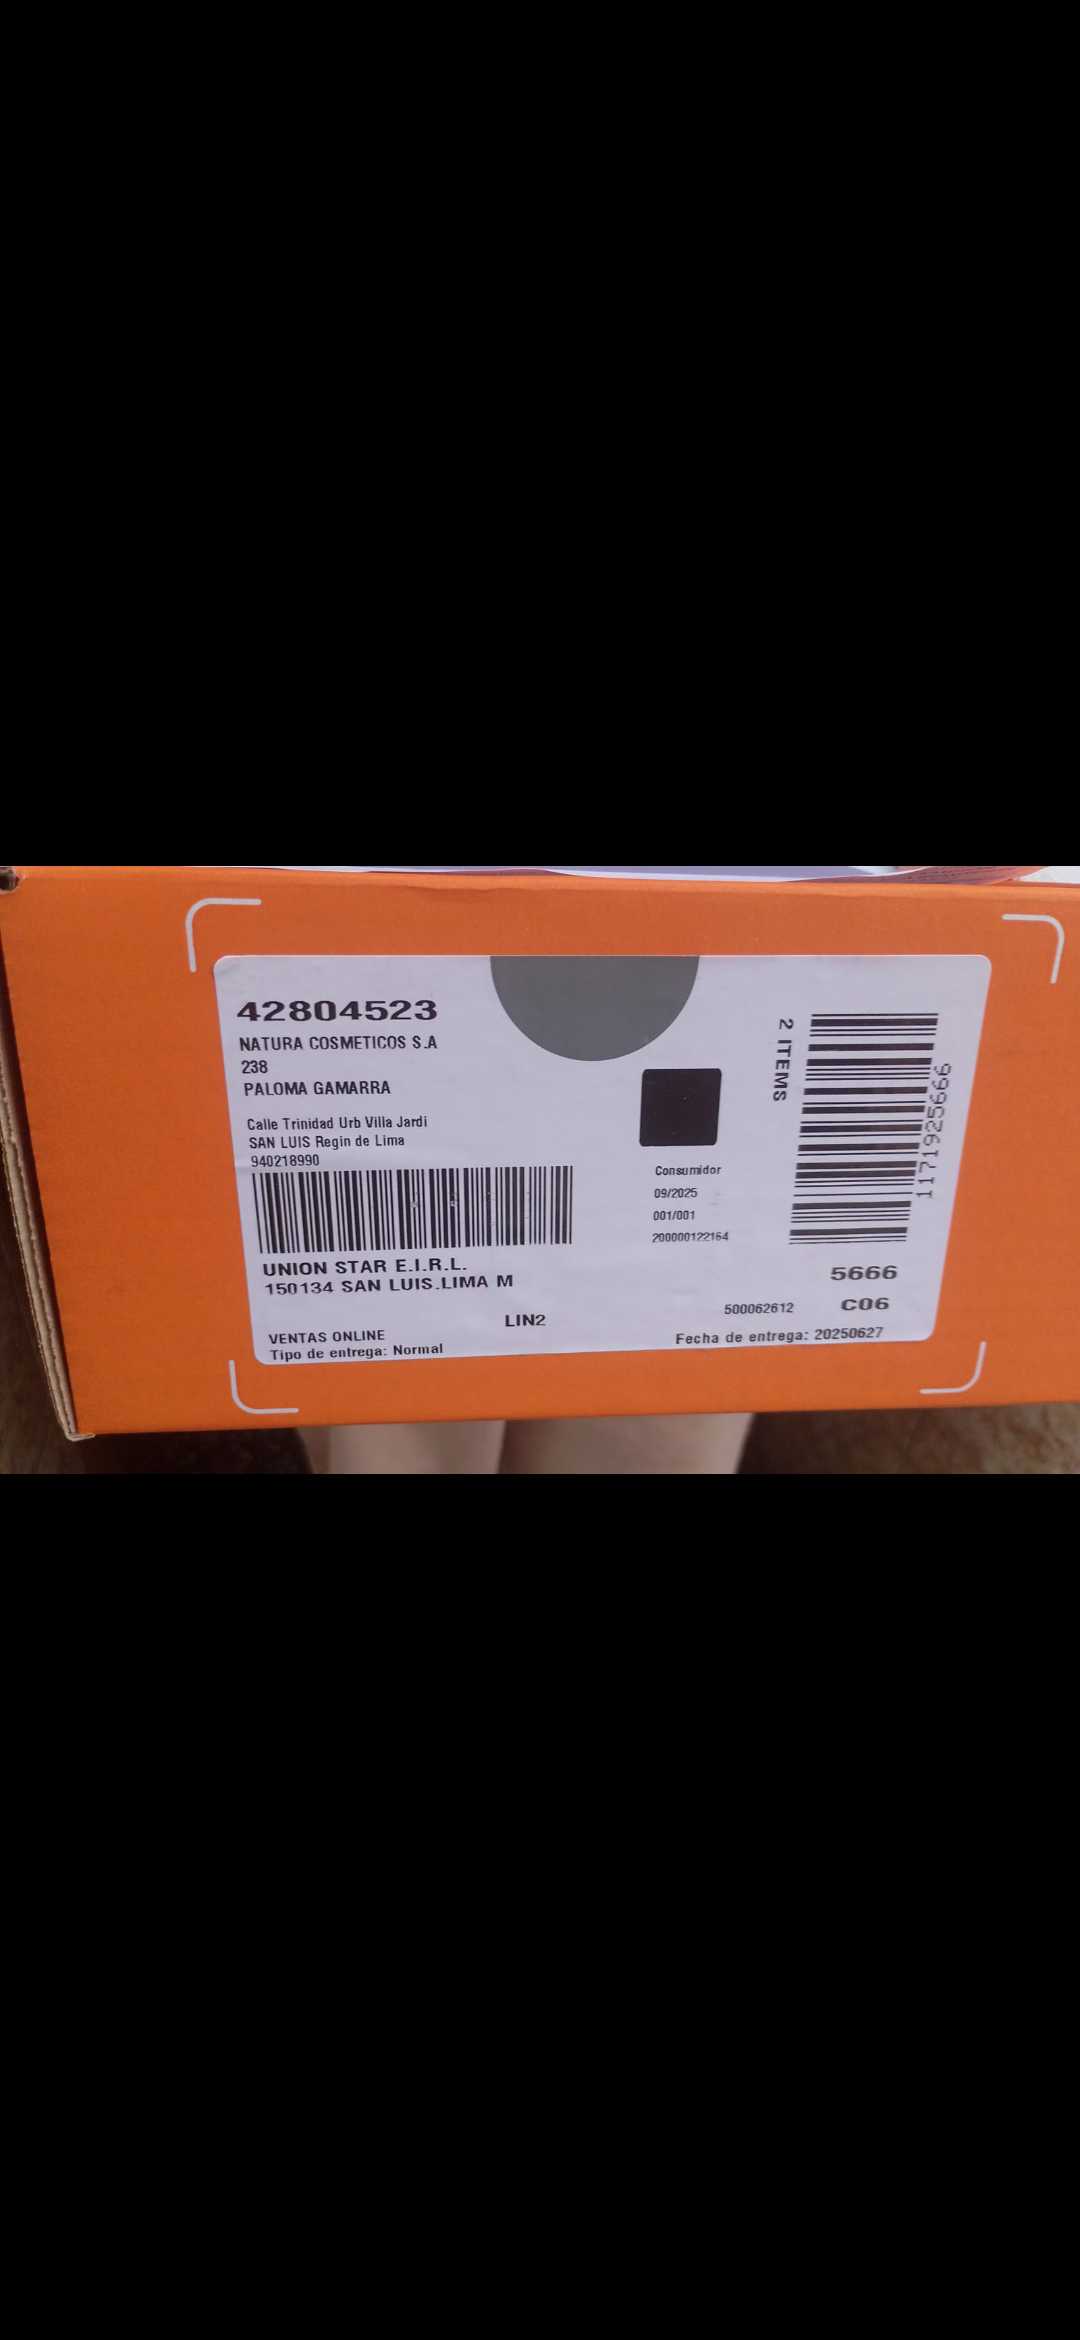 42804523
NATURA COSMETICOS S.A
238
PALOMA GAMARRA
Calle Trinidad Urb Villa Jardi
SAN LUIS Regin de Lima
940218990
UNION STAR E.I.R.L.
150134 SAN LUIS.LIMA M
LIN2
VENTAS ONLINE
Tipo de entrega: Normal
Consumidor
09/2025
001/001
200000122164
2 ITEMS
1171925666
5666
500062612
C06
Fecha de entrega: 20250627